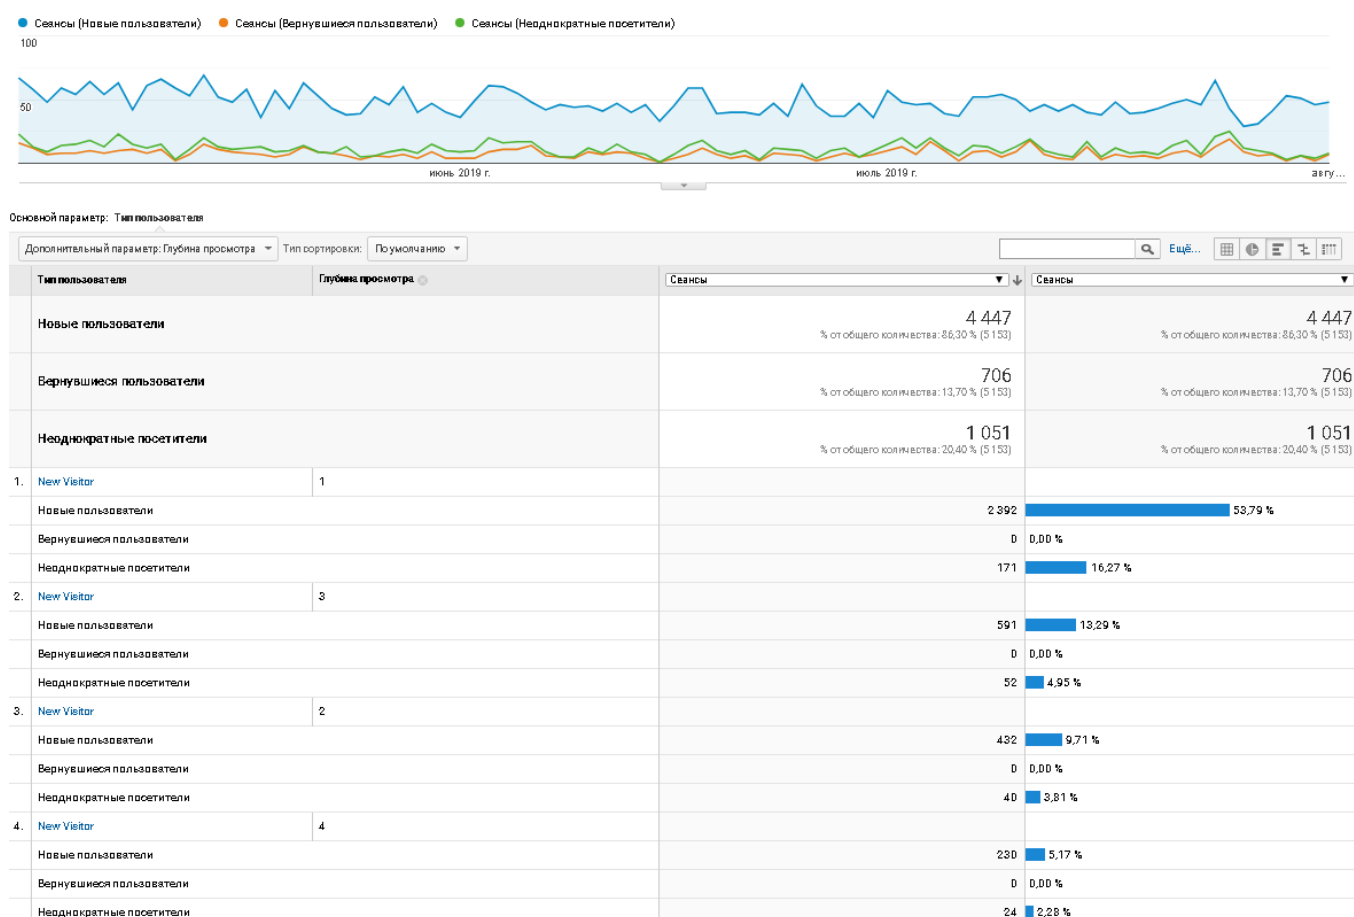 Сеансы (Новые пользователи) Сеансы (Вернувшиеся пользователи) Сеансы (Неоднократные посетители)
100
50
июнь 2019 г. июль 2019 г. авгу…
Основной параметр: Тип пользователя
Дополнительный параметр: Глубина просмотра Тип сортировки: По умолчанию Ещё…
Тип пользователя Глубина просмотра Сеансы Сеансы
Новые пользователи 4 447 4 447
% от общего количества: 86,30 % (5 153) % от общего количества: 86,30 % (5 153)
Вернувшиеся пользователи 706 706
% от общего количества: 13,70 % (5 153) % от общего количества: 13,70 % (5 153)
Неоднократные посетители 1 051 1 051
% от общего количества: 20,40 % (5 153) % от общего количества: 20,40 % (5 153)
1. New Visitor 1
Новые пользователи 2 392 53,79 %
Вернувшиеся пользователи 0 0,00 %
Неоднократные посетители 171 16,27 %
2. New Visitor 3
Новые пользователи 591 13,29 %
Вернувшиеся пользователи 0 0,00 %
Неоднократные посетители 52 4,95 %
3. New Visitor 2
Новые пользователи 432 9,71 %
Вернувшиеся пользователи 0 0,00 %
Неоднократные посетители 40 3,81 %
4. New Visitor 4
Новые пользователи 230 5,17 %
Вернувшиеся пользователи 0 0,00 %
Неоднократные посетители 24 2,28 %